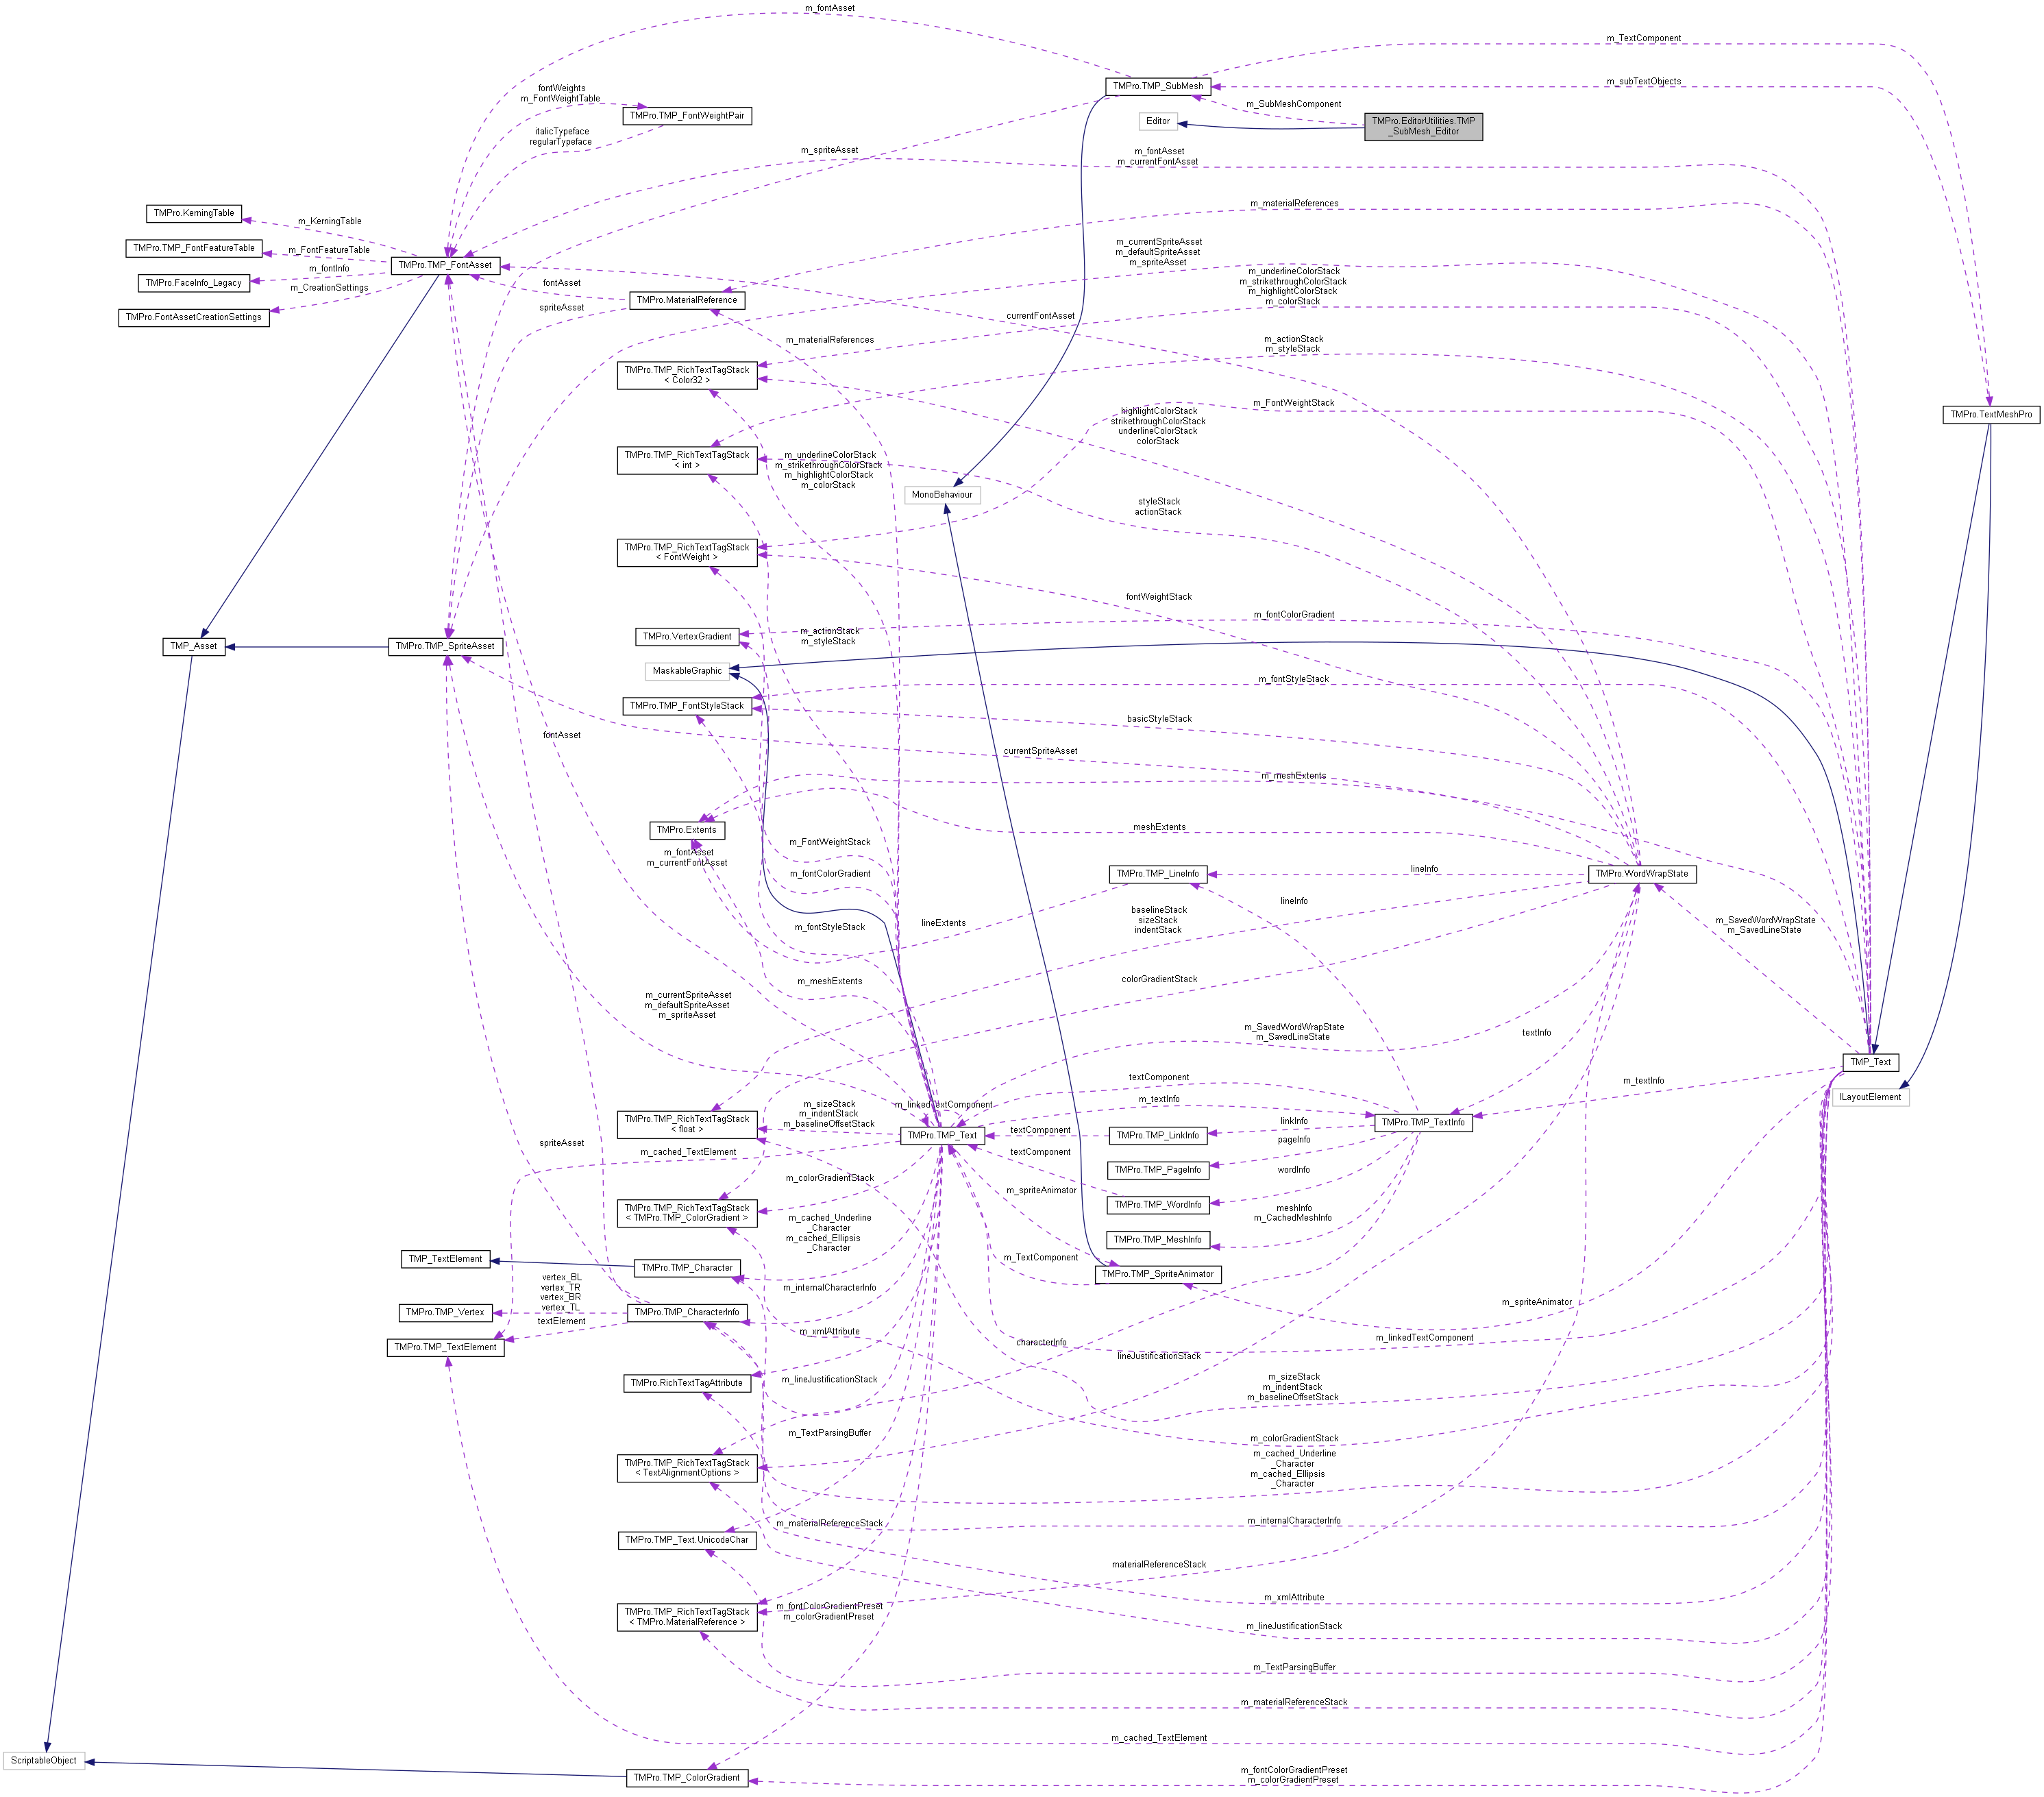 m_fontAsset
m_TextComponent
fontWeights
m_FontWeightTable
TMPro.TMP_SubMesh
m_subTextObjects
m_SubMeshComponent
TMPro.TMP_FontWeightPair
Editor
TMPro.EditorUtilities.TMP
_SubMesh_Editor
italicTypeface
regularTypeface
m_spriteAsset
m_fontAsset
m_currentFontAsset
TMPro.KerningTable
m_KerningTable
m_materialReferences
TMPro.TMP_FontFeatureTable
m_FontFeatureTable
m_currentSpriteAsset
m_defaultSpriteAsset
m_spriteAsset
TMPro.TMP_FontAsset
m_fontInfo
TMPro.FaceInfo_Legacy
fontAsset
m_CreationSettings
TMPro.FontAssetCreationSettings
TMPro.MaterialReference
spriteAsset
m_underlineColorStack
m_strikethroughColorStack
m_highlightColorStack
m_colorStack
currentFontAsset
m_materialReferences
m_actionStack
m_styleStack
TMPro.TMP_RichTextTagStack
< Color32 >
m_FontWeightStack
highlightColorStack
strikethroughColorStack
underlineColorStack
colorStack
TMPro.TextMeshPro
TMPro.TMP_RichTextTagStack
< int >
m_underlineColorStack
m_strikethroughColorStack
m_highlightColorStack
m_colorStack
MonoBehaviour
styleStack
actionStack
TMPro.TMP_RichTextTagStack
< FontWeight >
fontWeightStack
m_fontColorGradient
TMPro.VertexGradient
m_actionStack
m_styleStack
TMP_Asset
TMPro.TMP_SpriteAsset
MaskableGraphic
m_fontStyleStack
TMPro.TMP_FontStyleStack
basicStyleStack
fontAsset
currentSpriteAsset
m_meshExtents
TMPro.Extents
meshExtents
m_fontAsset
m_currentFontAsset
m_FontWeightStack
m_fontColorGradient
TMPro.TMP_LineInfo
lineInfo
TMPro.WordWrapState
lineInfo
baselineStack
sizeStack
indentStack
lineExtents
m_fontStyleStack
m_SavedWordWrapState
m_SavedLineState
m_meshExtents
colorGradientStack
m_currentSpriteAsset
m_defaultSpriteAsset
m_spriteAsset
m_SavedWordWrapState
m_SavedLineState
textInfo
TMP_Text
textComponent
m_textInfo
ILayoutElement
m_linkedTextComponent
m_sizeStack
m_indentStack
m_baselineOffsetStack
m_textInfo
TMPro.TMP_RichTextTagStack
< float >
TMPro.TMP_Text
textComponent
TMPro.TMP_LinkInfo
linkInfo
TMPro.TMP_TextInfo
spriteAsset
m_cached_TextElement
textComponent
pageInfo
TMPro.TMP_PageInfo
m_colorGradientStack
m_spriteAnimator
wordInfo
TMPro.TMP_WordInfo
TMPro.TMP_RichTextTagStack
< TMPro.TMP_ColorGradient >
m_cached_Underline
_Character
m_cached_Ellipsis
_Character
meshInfo
m_CachedMeshInfo
TMPro.TMP_MeshInfo
TMP_TextElement
TMPro.TMP_Character
m_TextComponent
TMPro.TMP_SpriteAnimator
vertex_BL
vertex_TR
vertex_BR
vertex_TL
m_internalCharacterInfo
TMPro.TMP_Vertex
TMPro.TMP_CharacterInfo
textElement
m_spriteAnimator
TMPro.TMP_TextElement
m_xmlAttribute
characterInfo
m_linkedTextComponent
lineJustificationStack
TMPro.RichTextTagAttribute
m_lineJustificationStack
m_sizeStack
m_indentStack
m_baselineOffsetStack
m_TextParsingBuffer
m_colorGradientStack
TMPro.TMP_RichTextTagStack
< TextAlignmentOptions >
m_cached_Underline
_Character
m_cached_Ellipsis
_Character
m_materialReferenceStack
m_internalCharacterInfo
TMPro.TMP_Text.UnicodeChar
materialReferenceStack
m_xmlAttribute
TMPro.TMP_RichTextTagStack
< TMPro.MaterialReference >
m_fontColorGradientPreset
m_colorGradientPreset
m_lineJustificationStack
m_TextParsingBuffer
m_materialReferenceStack
m_cached_TextElement
ScriptableObject
TMPro.TMP_ColorGradient
m_fontColorGradientPreset
m_colorGradientPreset